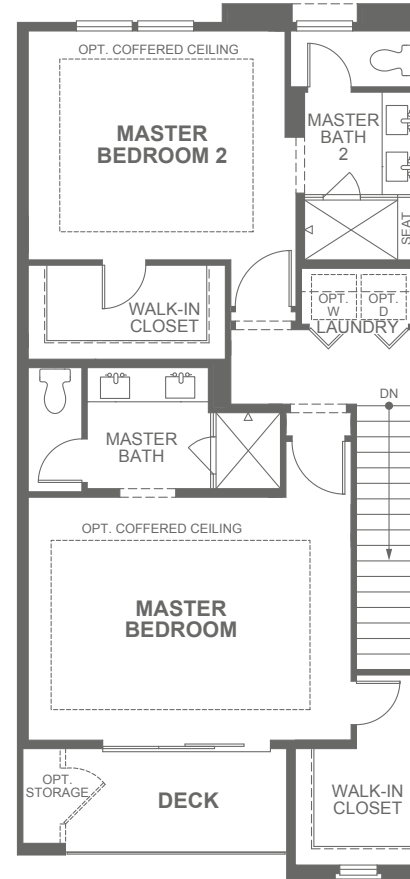 OPT. COFFERED CEILING
MASTER
BEDROOM 2
MASTER
BATH
2
SEAT
WALK-IN
CLOSET
OPT.
W
OPT.
D
LAUNDRY
DN
MASTER
BATH
OPT. COFFERED CEILING
MASTER
BEDROOM
OPT.
STORAGE
DECK
WALK-IN
CLOSET